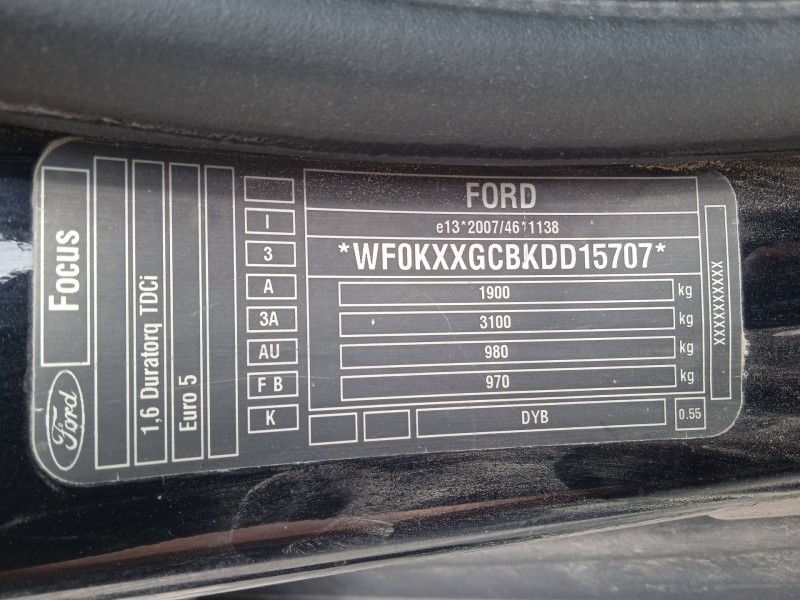 FORD
e13*2007/46*1138
*WF0KXXGCBKDD15707*
1900 kg
3100 kg
980 kg
970 kg
DYB
0.55
XXXXXXXXXX
I
3
A
3A
AU
F B
K
Focus
1,6 Duratorq TDCi
Euro 5
Ford